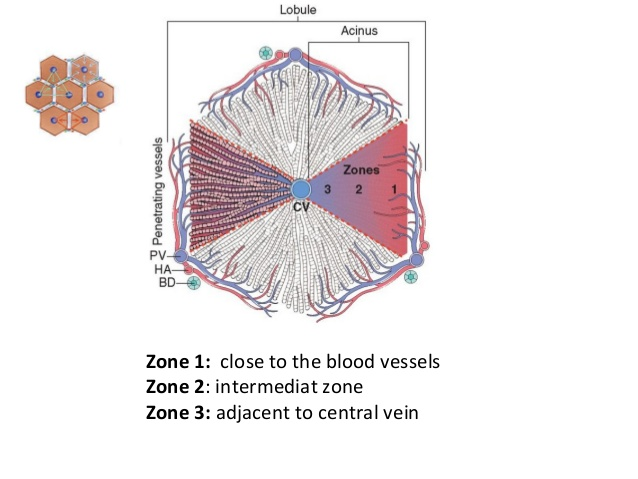 Lobule
Acinus
Penetrating vessels
Zones
3 2 1
CV
PV
HA
BD
Zone 1: close to the blood vessels
Zone 2: intermediat zone
Zone 3: adjacent to central vein